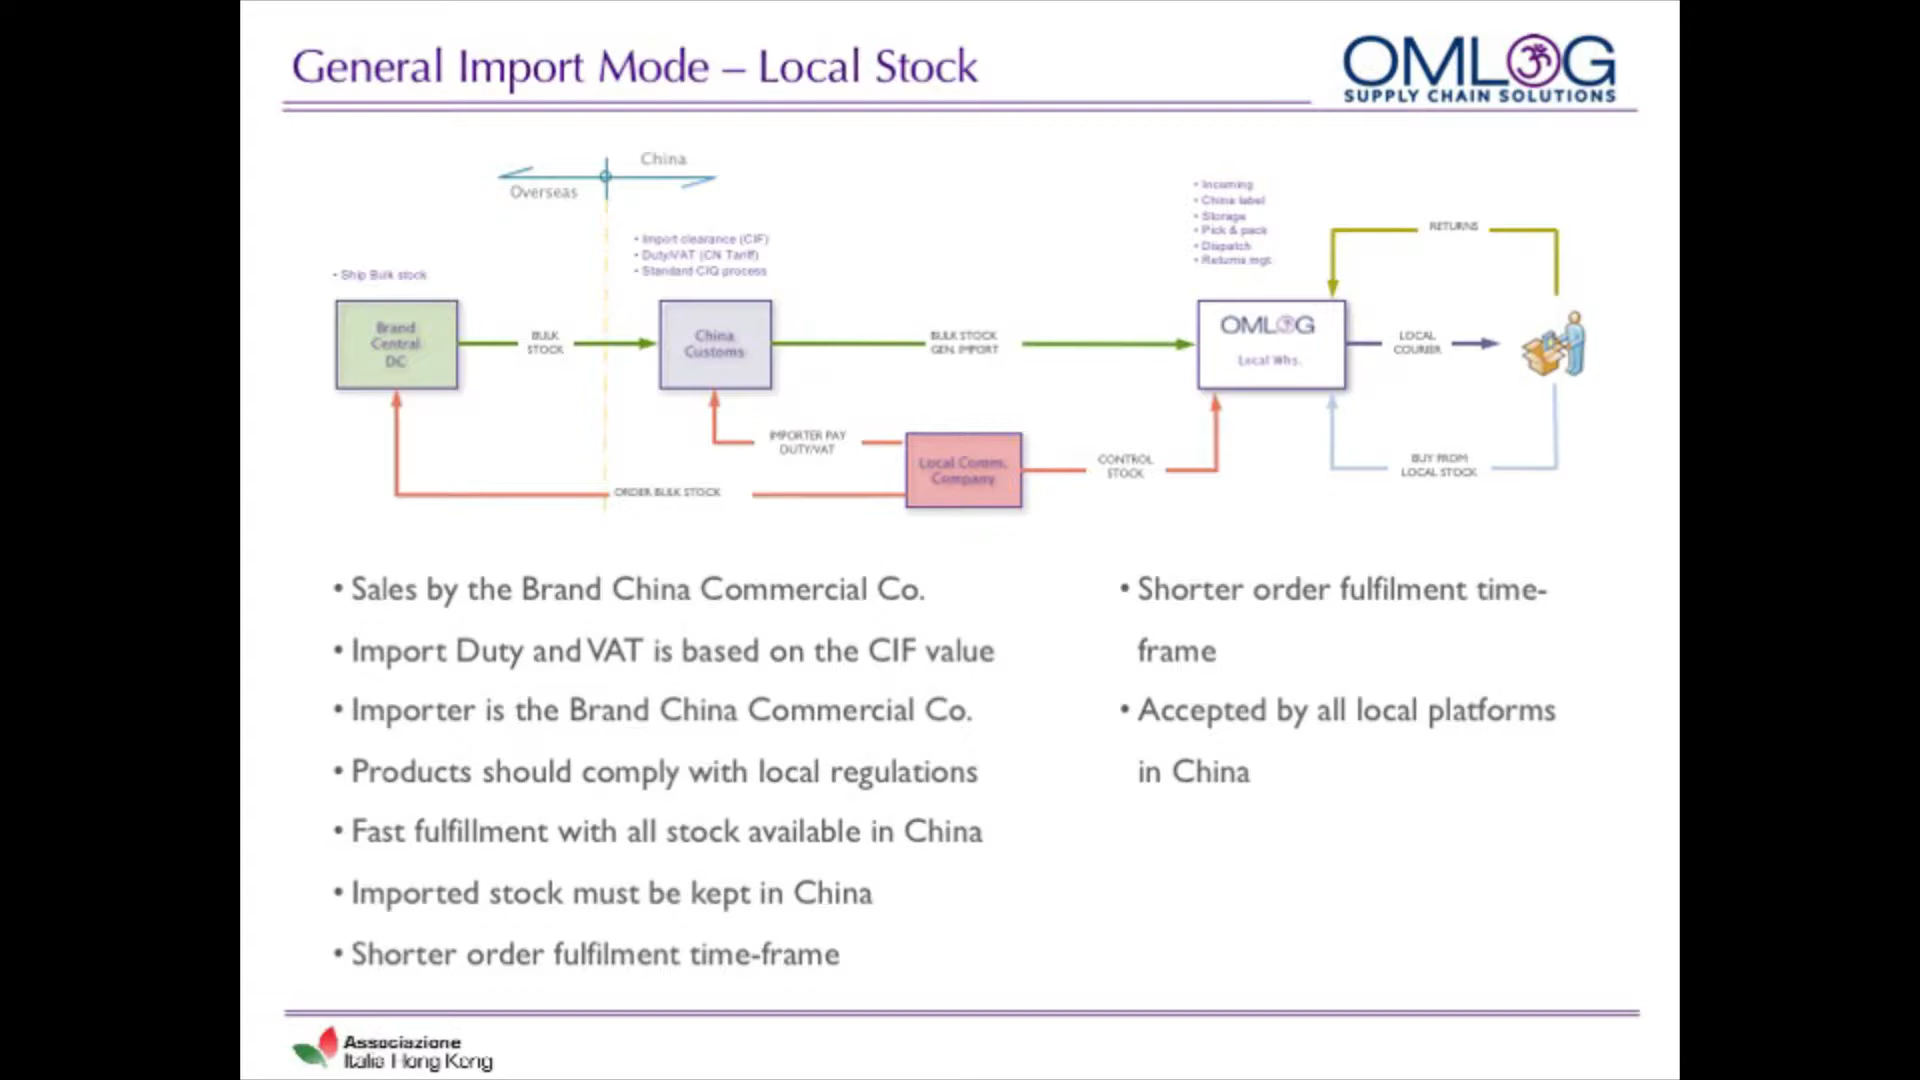 General Import Mode – Local Stock
OMLOG
SUPPLY CHAIN SOLUTIONS
China
Overseas
• Incoming
• China label
• Storage
• Pick & pack
• Dispatch
• Returns mgt
RETURNS
• Import clearance (CIF)
• Duty/VAT (CN Tariff)
• Standard CIQ process
• Ship Bulk stock
Brand
Central
DC
BULK
STOCK
China
Customs
BULK STOCK
GEN. IMPORT
OMLOG
Local Whs.
LOCAL
COURIER
IMPORTER PAY
DUTY/VAT
Local Comm.
Company
CONTROL
STOCK
BUY FROM
LOCAL STOCK
ORDER BULK STOCK
• Sales by the Brand China Commercial Co.
• Import Duty and VAT is based on the CIF value
• Importer is the Brand China Commercial Co.
• Products should comply with local regulations
• Fast fulfillment with all stock available in China
• Imported stock must be kept in China
• Shorter order fulfilment time-frame
• Shorter order fulfilment time-
frame
• Accepted by all local platforms
in China
Associazione
Italia Hong Kong